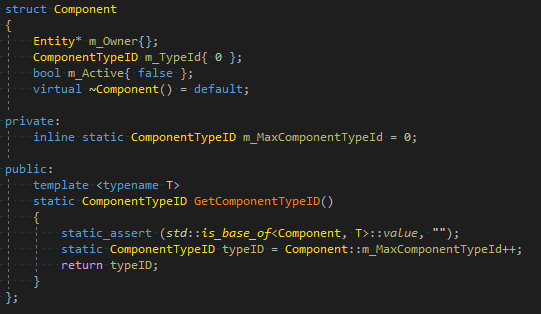 struct Component
{
Entity* m_Owner{};
ComponentTypeID m_TypeId{ 0 };
bool m_Active{ false };
virtual ~Component() = default;
private:
inline static ComponentTypeID m_MaxComponentTypeId = 0;
public:
template <typename T>
static ComponentTypeID GetComponentTypeID()
{
static_assert (std::is_base_of<Component, T>::value, "");
static ComponentTypeID typeID = Component::m_MaxComponentTypeId++;
return typeID;
}
};